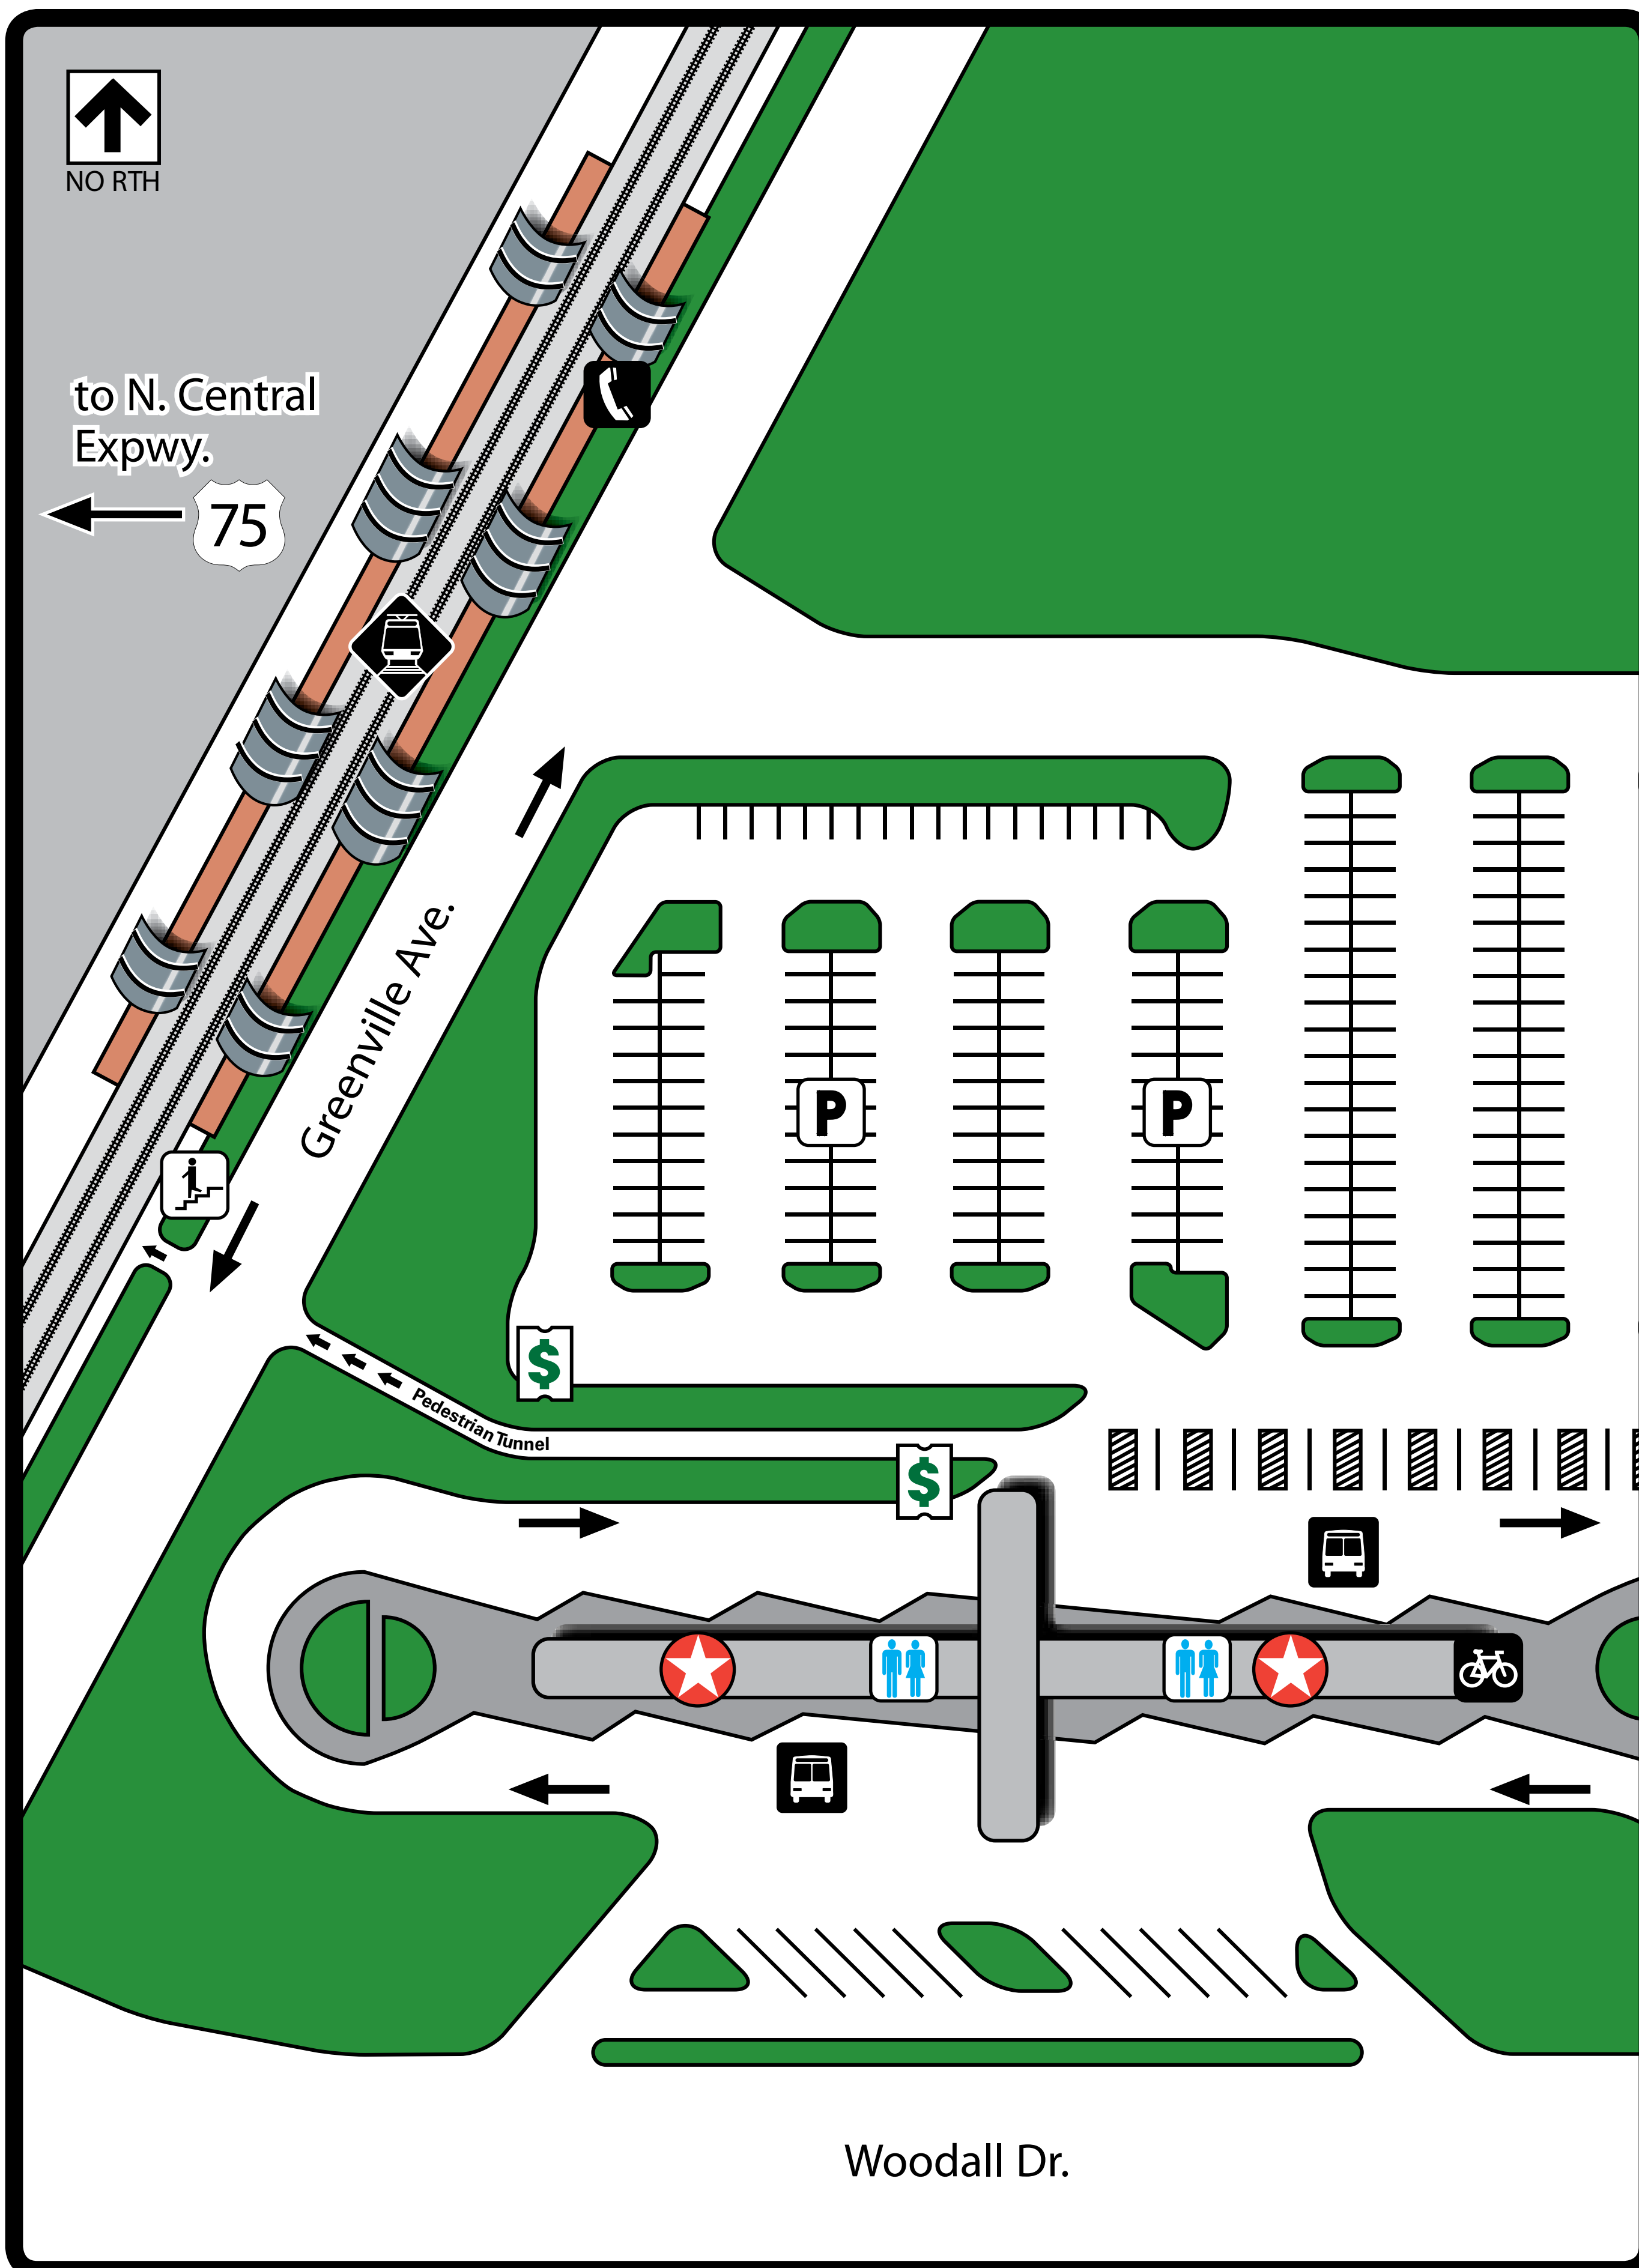 NO RTH
to N. Central
Expwy.
75
Greenville Ave.
P
P
$
Pedestrian Tunnel
$
Woodall Dr.